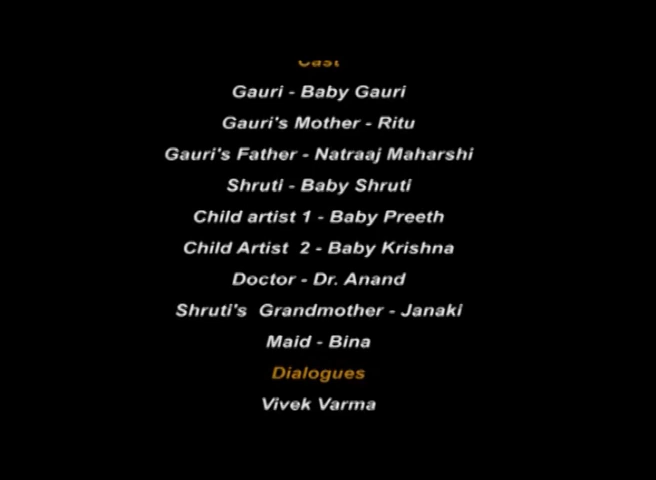 Cast
Gauri - Baby Gauri
Gauri's Mother - Ritu
Gauri's Father - Natraaj Maharshi
Shruti - Baby Shruti
Child artist 1 - Baby Preeth
Child Artist  2 - Baby Krishna
Doctor - Dr. Anand
Shruti's  Grandmother - Janaki
Maid - Bina
Dialogues
Vivek Varma